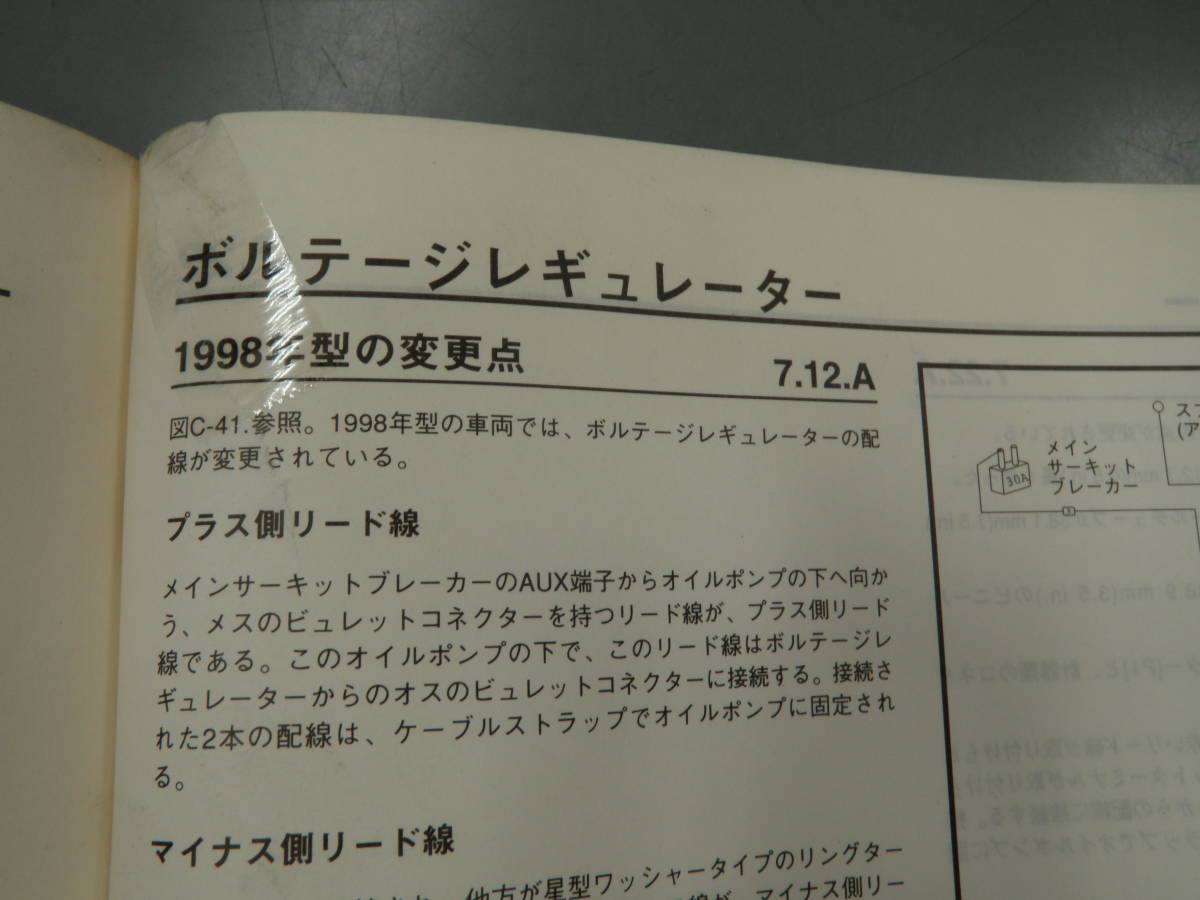 ボルテージレギュレーター
1998年型の変更点
7.12.A
図C-41.参照。1998年型の車両では、ボルテージレギュレーターの配
線が変更されている。
プラス側リード線
メインサーキットブレーカーのAUX端子からオイルポンプの下へ向か
う、メスのビュレットコネクターを持つリード線が、プラス側リード
線である。このオイルポンプの下で、このリード線はボルテージレ
ギュレーターからのオスのビュレットコネクターに接続する。接続さ
れた2本の配線は、ケーブルストラップでオイルポンプに固定され
る。
マイナス側リード線
他方が星型ワッシャータイプのリングター
線が、マイナス側リー
30A
メイン
サーキット
ブレーカー
ス
(ア